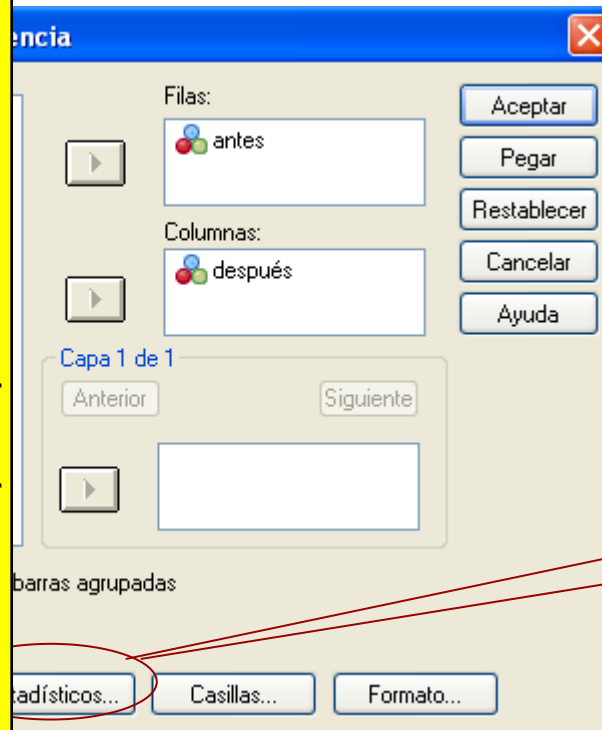 encia
Filas:
Aceptar
antes
Pegar
Restablecer
Columnas:
Cancelar
después
Ayuda
Capa 1 de 1
Anterior
Siguiente
barras agrupadas
tadísticos...
Casillas...
Formato...